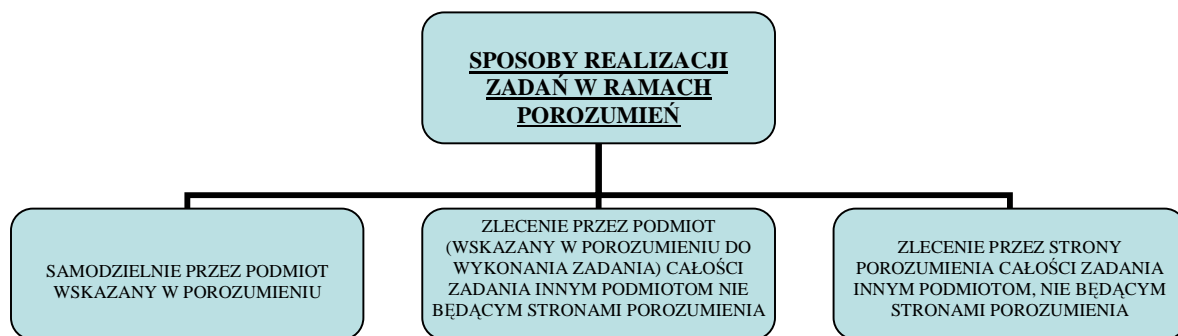 SPOSOBY REALIZACJI
ZADAŃ W RAMACH
POROZUMIEŃ
SAMODZIELNIE PRZEZ PODMIOT
WSKAZANY W POROZUMIENIU
ZLECENIE PRZEZ PODMIOT
(WSKAZANY W POROZUMIENIU DO
WYKONANIA ZADANIA) CAŁOŚCI
ZADANIA INNYM PODMIOTOM NIE
BĘDĄCYM STRONAMI POROZUMIENIA
ZLECENIE PRZEZ STRONY
POROZUMIENIA CAŁOŚCI ZADANIA
INNYM PODMIOTOM, NIE BĘDĄCYM
STRONAMI POROZUMIENIA